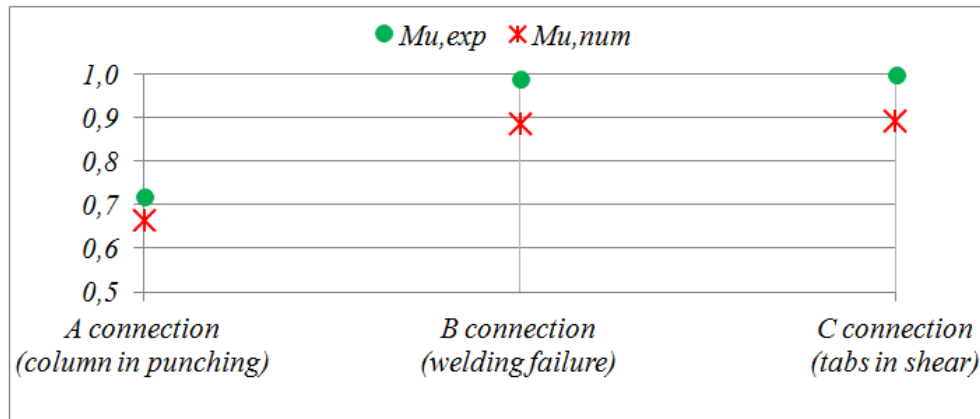 Mu,exp Mu,num
1,0
0,9
0,8
0,7
0,6
0,5
A connection B connection C connection
(column in punching) (welding failure) (tabs in shear)